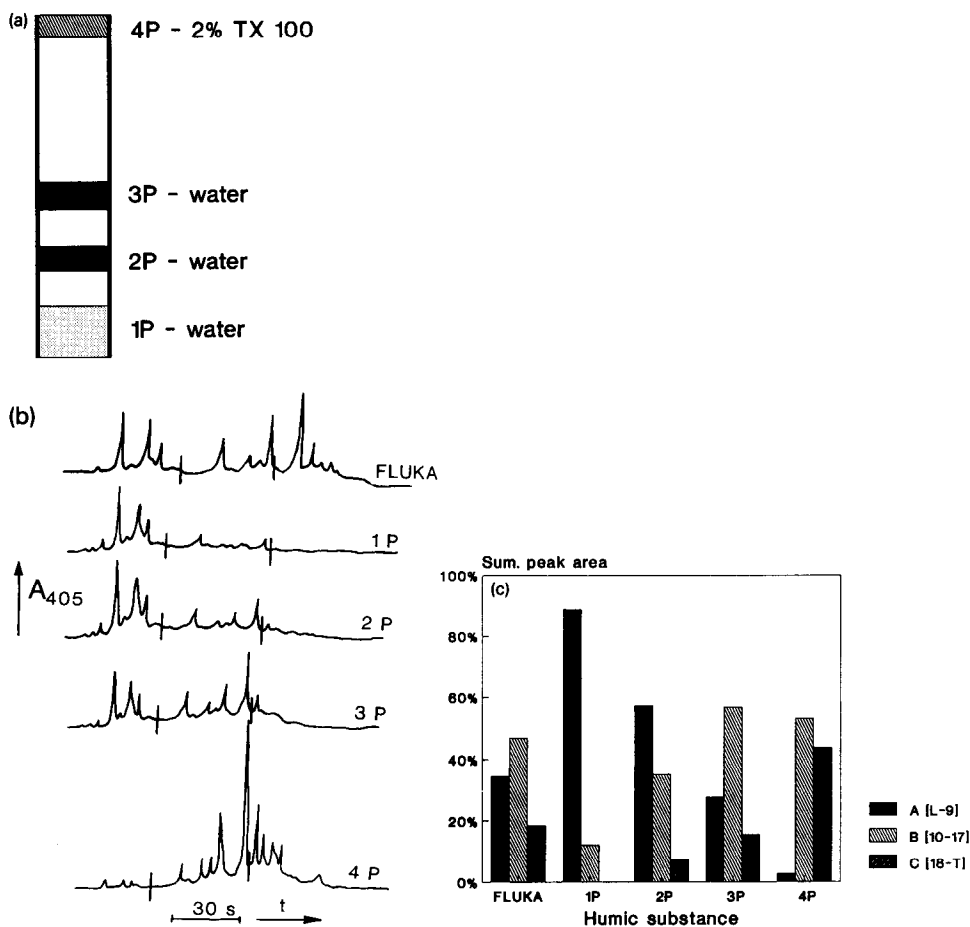 (a)
4P - 2% TX 100
3P - water
2P - water
1P - water
(b)
FLUKA
1 P
2 P
3 P
4 P
A405
30 s
t
Sum. peak area
(c)
100%
80%
60%
40%
20%
0%
FLUKA 1P 2P 3P 4P
Humic substance
A [L-9]
B [10-17]
C [18-T]